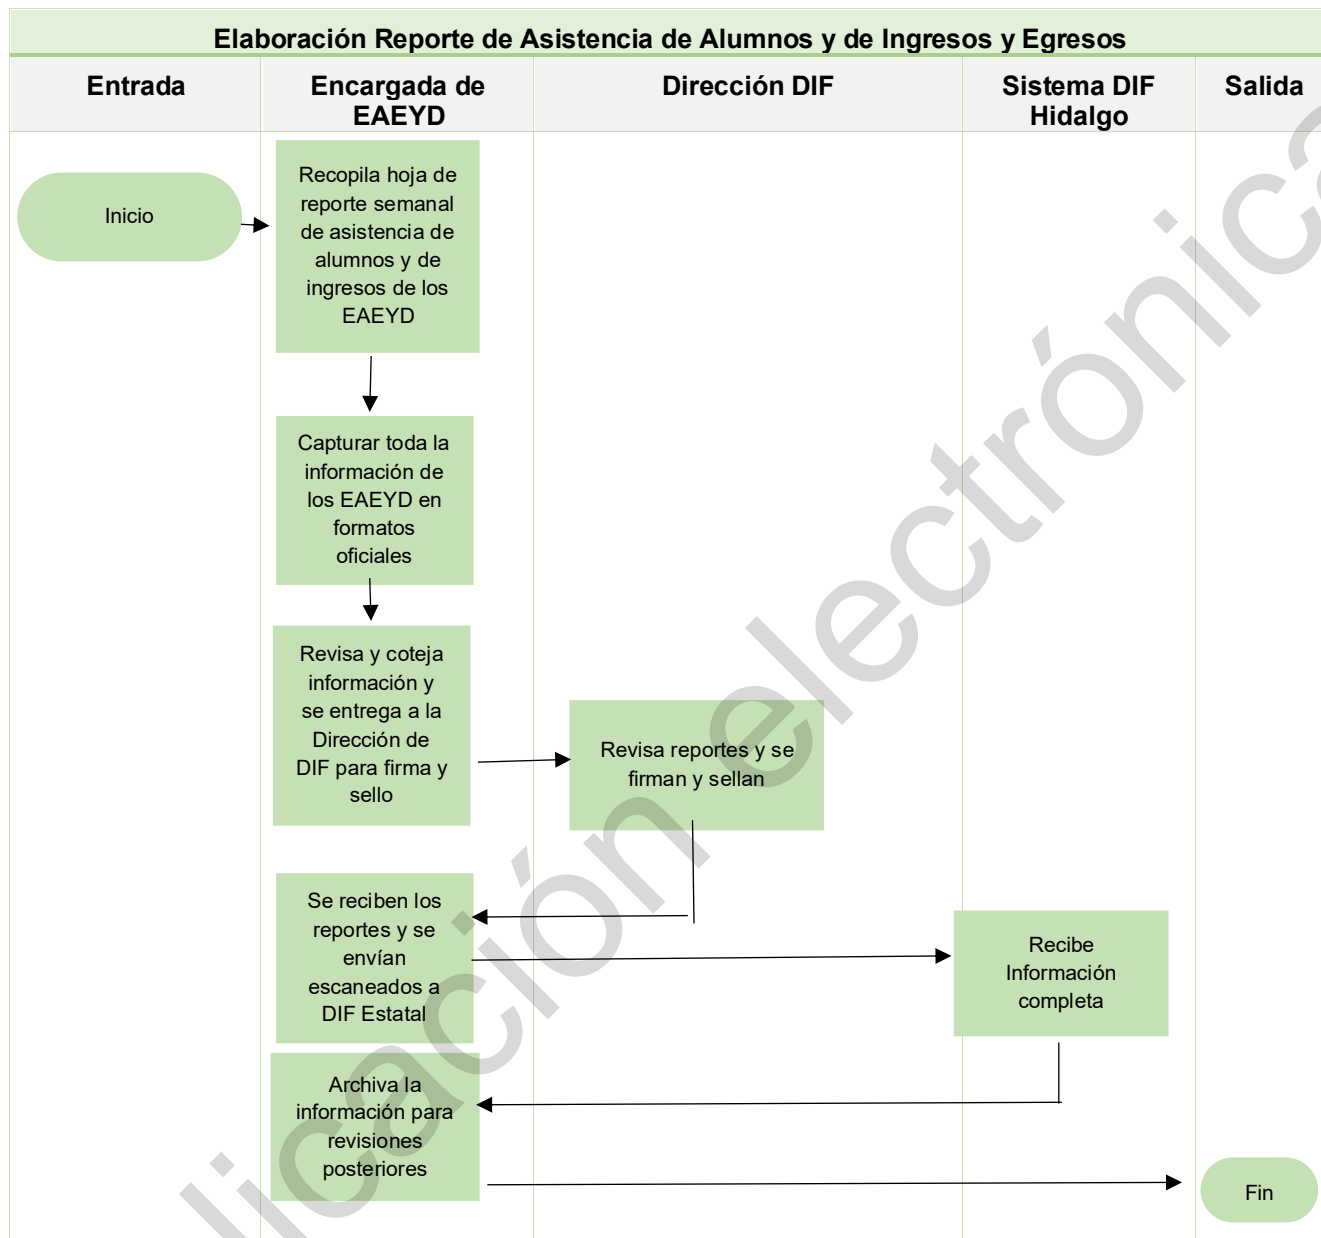 Elaboración Reporte de Asistencia de Alumnos y de Ingresos y Egresos
Entrada
Encargada de
EAEYD
Dirección DIF
Sistema DIF
Hidalgo
Salida
Inicio
Recopila hoja de
reporte semanal
de asistencia de
alumnos y de
ingresos de los
EAEYD
Capturar toda la
información de
los EAEYD en
formatos
oficiales
Revisa y coteja
información y
se entrega a la
Dirección de
DIF para firma y
sello
Revisa reportes y se
firman y sellan
Se reciben los
reportes y se
envían
escaneados a
DIF Estatal
Recibe
Información
completa
Archiva la
información para
revisiones
posteriores
Fin
licación electrónica